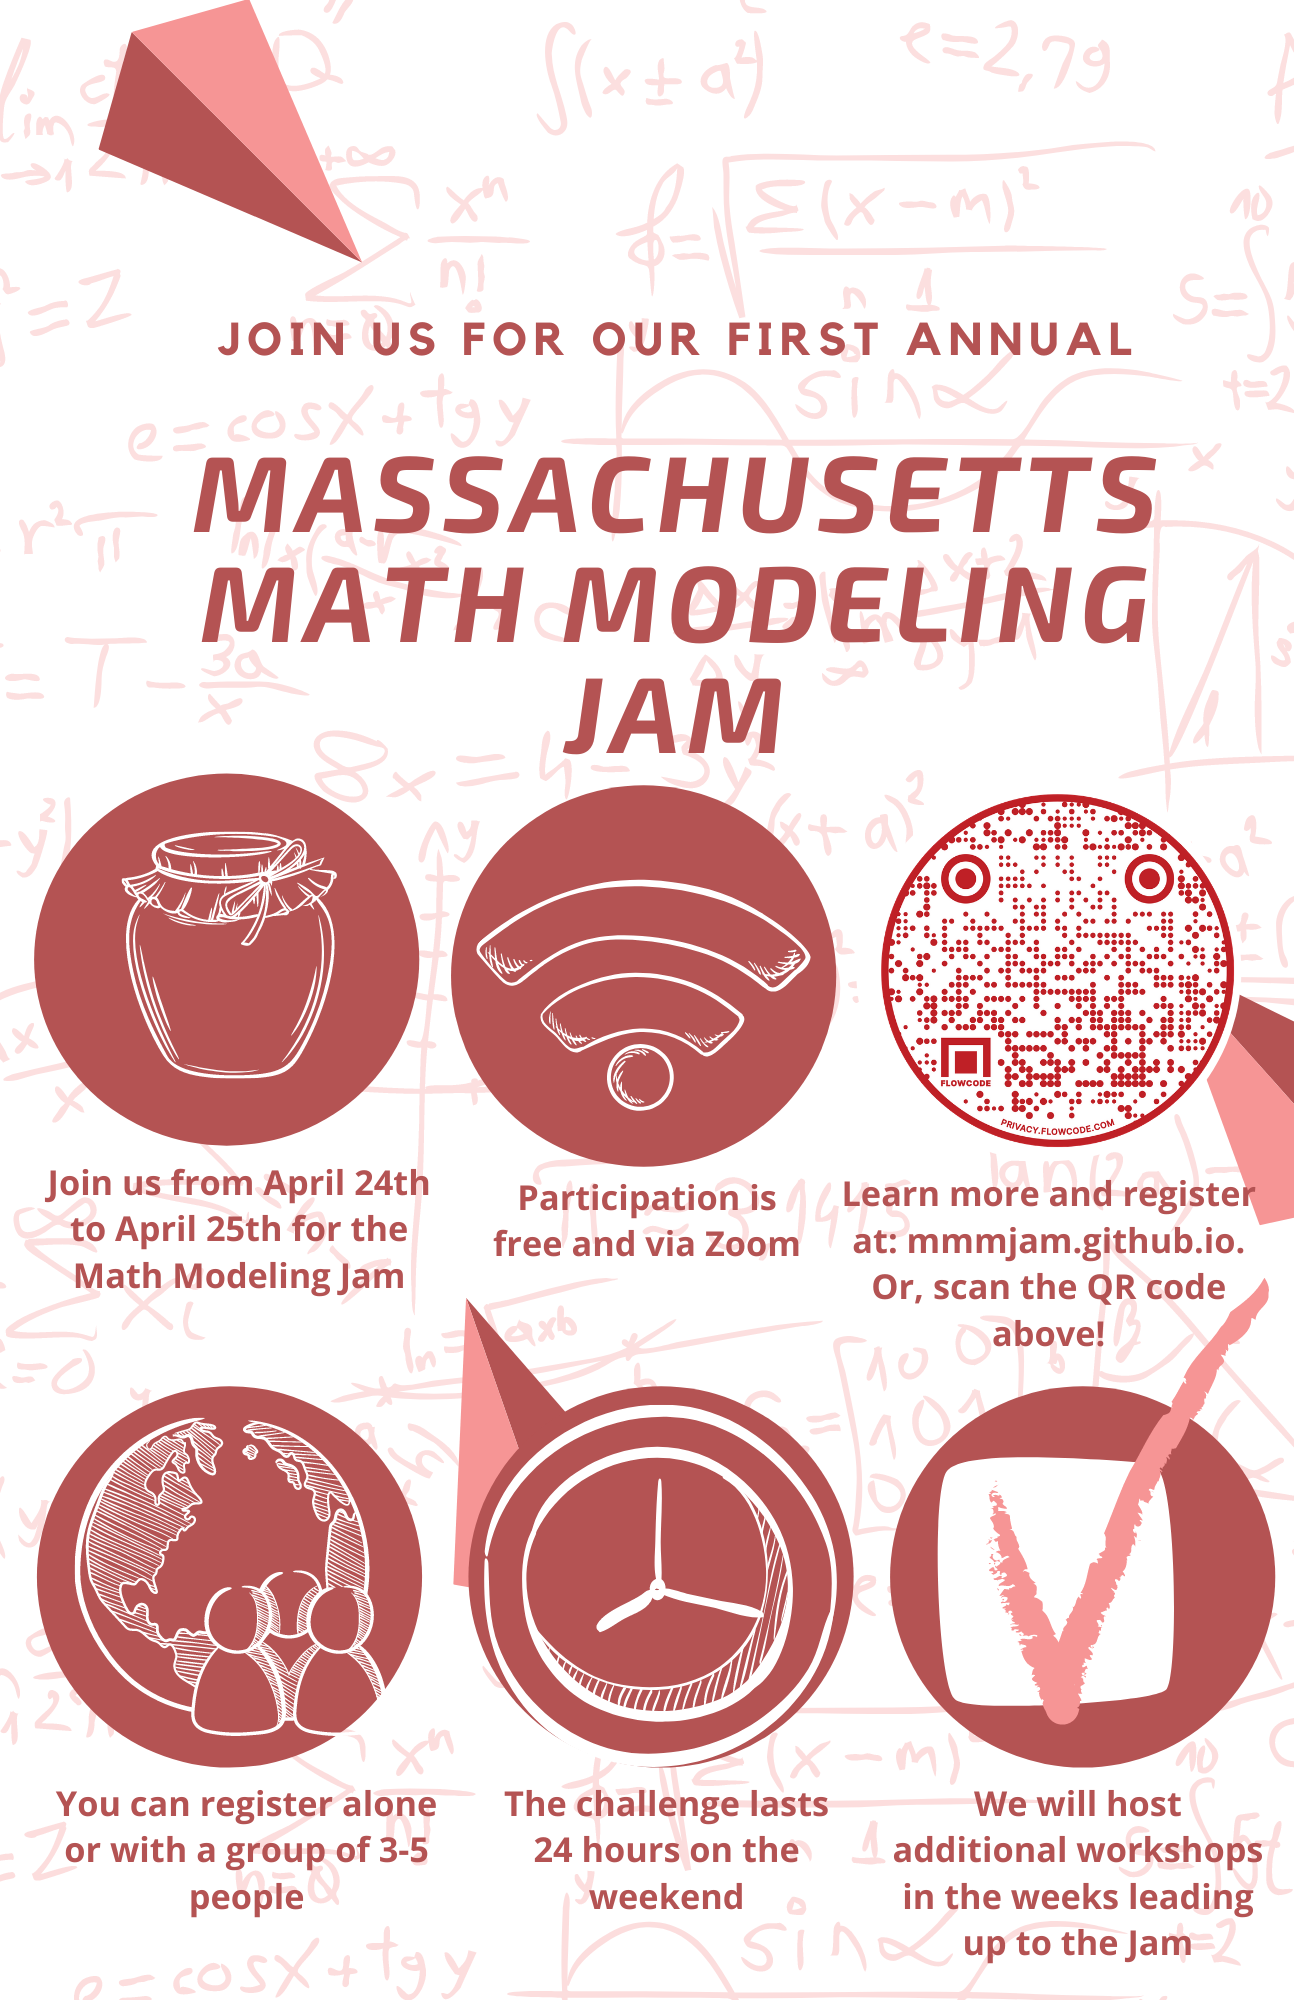 JOIN US FOR OUR FIRST ANNUAL
MASSACHUSETTS
MATH MODELING
JAM
FLOWCODE
PRIVACY.FLOWCODE.COM
Join us from April 24th
to April 25th for the
Math Modeling Jam
Participation is
free and via Zoom
Learn more and register
at: mmmjam.github.io.
Or, scan the QR code
above!
You can register alone
or with a group of 3-5
people
The challenge lasts
24 hours on the
weekend
We will host
additional workshops
in the weeks leading
up to the Jam